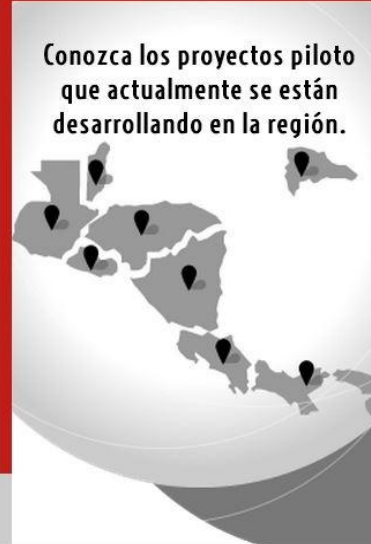 Conozca los proyectos piloto
que actualmente se están
desarrollando en la región.